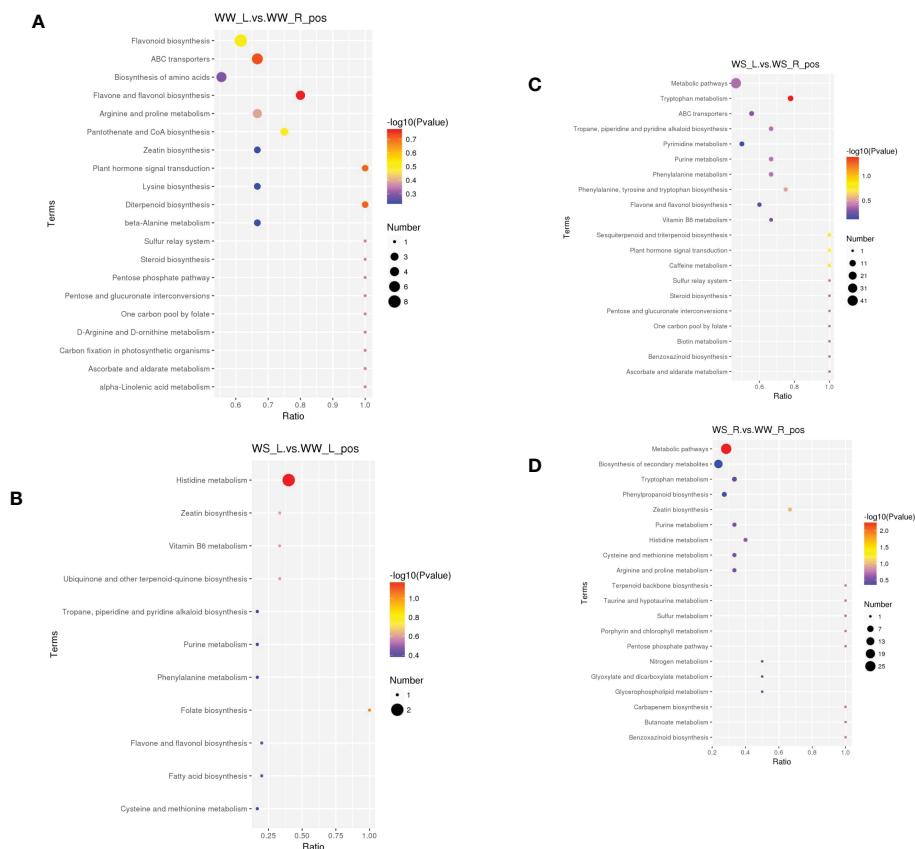 A
WW_L.vs.WW_R_pos
Flavonoid biosynthesis
ABC transporters
Biosynthesis of amino acids
Flavone and flavonol biosynthesis
Arginine and proline metabolism
Pantothenate and CoA biosynthesis
Zeatin biosynthesis
Plant hormone signal transduction
Lysine biosynthesis
Diterpenoid biosynthesis
beta-Alanine metabolism
Sulfur relay system
Steroid biosynthesis
Pentose phosphate pathway
Pentose and glucuronate interconversions
One carbon pool by folate
D-Arginine and D-ornithine metabolism
Carbon fixation in photosynthetic organisms
Ascorbate and aldarate metabolism
alpha-Linolenic acid metabolism
Terms
0.6 0.7 0.8 0.9 1.0
Ratio
-log10(Pvalue)
0.7
0.6
0.5
0.4
0.3
Number
1
3
4
6
8
B
WS_L.vs.WW_L_pos
Histidine metabolism
Zeatin biosynthesis
Vitamin B6 metabolism
Ubiquinone and other terpenoid-quinone biosynthesis
Tropane, piperidine and pyridine alkaloid biosynthesis
Purine metabolism
Phenylalanine metabolism
Folate biosynthesis
Flavone and flavonol biosynthesis
Fatty acid biosynthesis
Cysteine and methionine metabolism
Terms
0.25 0.50 0.75 1.00
Ratio
-log10(Pvalue)
1.0
0.8
0.6
0.4
Number
1
2
C
WS_L.vs.WS_R_pos
Metabolic pathways
Tryptophan metabolism
ABC transporters
Tropane, piperidine and pyridine alkaloid biosynthesis
Pyrimidine metabolism
Purine metabolism
Phenylalanine metabolism
Phenylalanine, tyrosine and tryptophan biosynthesis
Flavone and flavonol biosynthesis
Vitamin B6 metabolism
Sesquiterpenoid and triterpenoid biosynthesis
Plant hormone signal transduction
Caffeine metabolism
Sulfur relay system
Steroid biosynthesis
Pentose and glucuronate interconversions
One carbon pool by folate
Biotin metabolism
Benzoxazinoid biosynthesis
Ascorbate and aldarate metabolism
Terms
0.6 0.8 1.0
Ratio
-log10(Pvalue)
1.0
0.5
Number
1
11
21
31
41
D
WS_R.vs.WW_R_pos
Metabolic pathways
Biosynthesis of secondary metabolites
Tryptophan metabolism
Phenylpropanoid biosynthesis
Zeatin biosynthesis
Purine metabolism
Histidine metabolism
Cysteine and methionine metabolism
Arginine and proline metabolism
Terpenoid backbone biosynthesis
Taurine and hypotaurine metabolism
Sulfur metabolism
Porphyrin and chlorophyll metabolism
Pentose phosphate pathway
Nitrogen metabolism
Glyoxylate and dicarboxylate metabolism
Glycerophospholipid metabolism
Carbapenem biosynthesis
Butanoate metabolism
Benzoxazinoid biosynthesis
Terms
0.2 0.4 0.6 0.8 1.0
Ratio
-log10(Pvalue)
2.0
1.5
1.0
0.5
Number
1
7
13
19
25